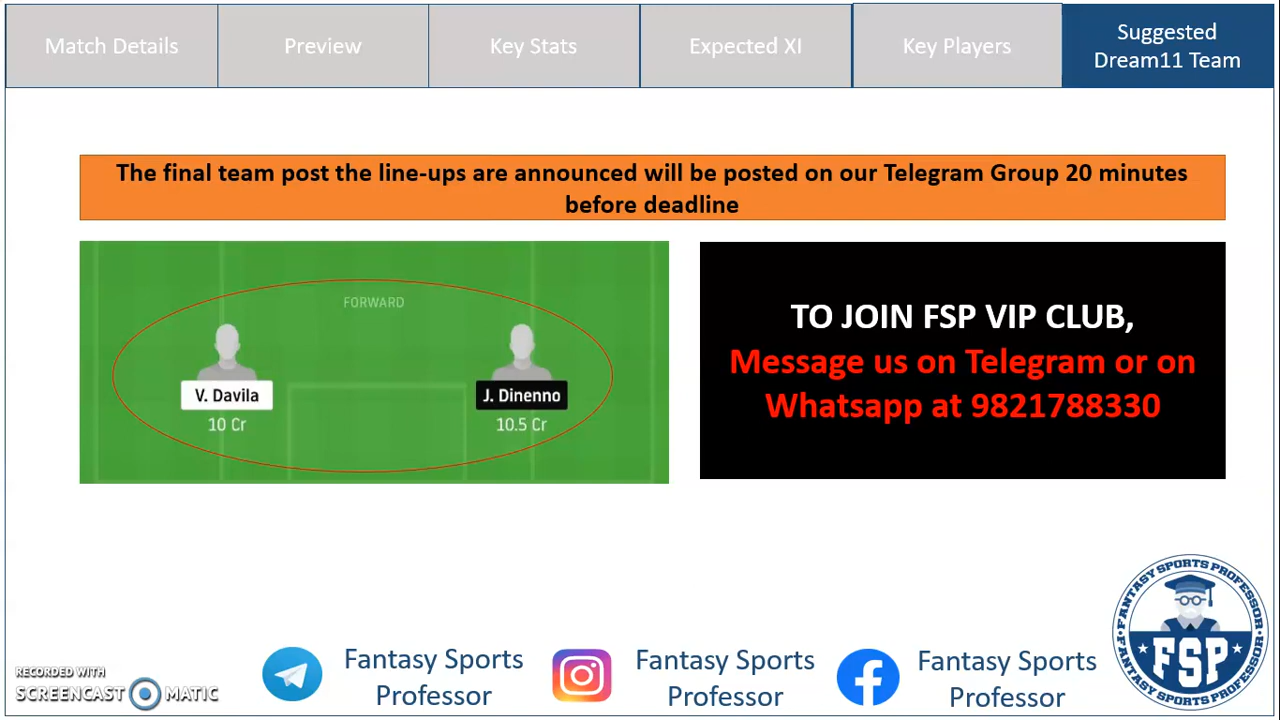 Match Details
Preview
Key Stats
Expected XI
Key Players
Suggested
Dream11 Team
The final team post the line-ups are announced will be posted on our Telegram Group 20 minutes
before deadline
FORWARD
V. Davila
10 Cr
J. Dinenno
10.5 Cr
TO JOIN FSP VIP CLUB,
Message us on Telegram or on
Whatsapp at 9821788330
RECORDED WITH
SCREENCAST MATIC
Fantasy Sports
Professor
Fantasy Sports
Professor
Fantasy Sports
Professor
FANTASY SPORTS PROFESSOR
FSP
FANTASY SPORTS PROFESSOR